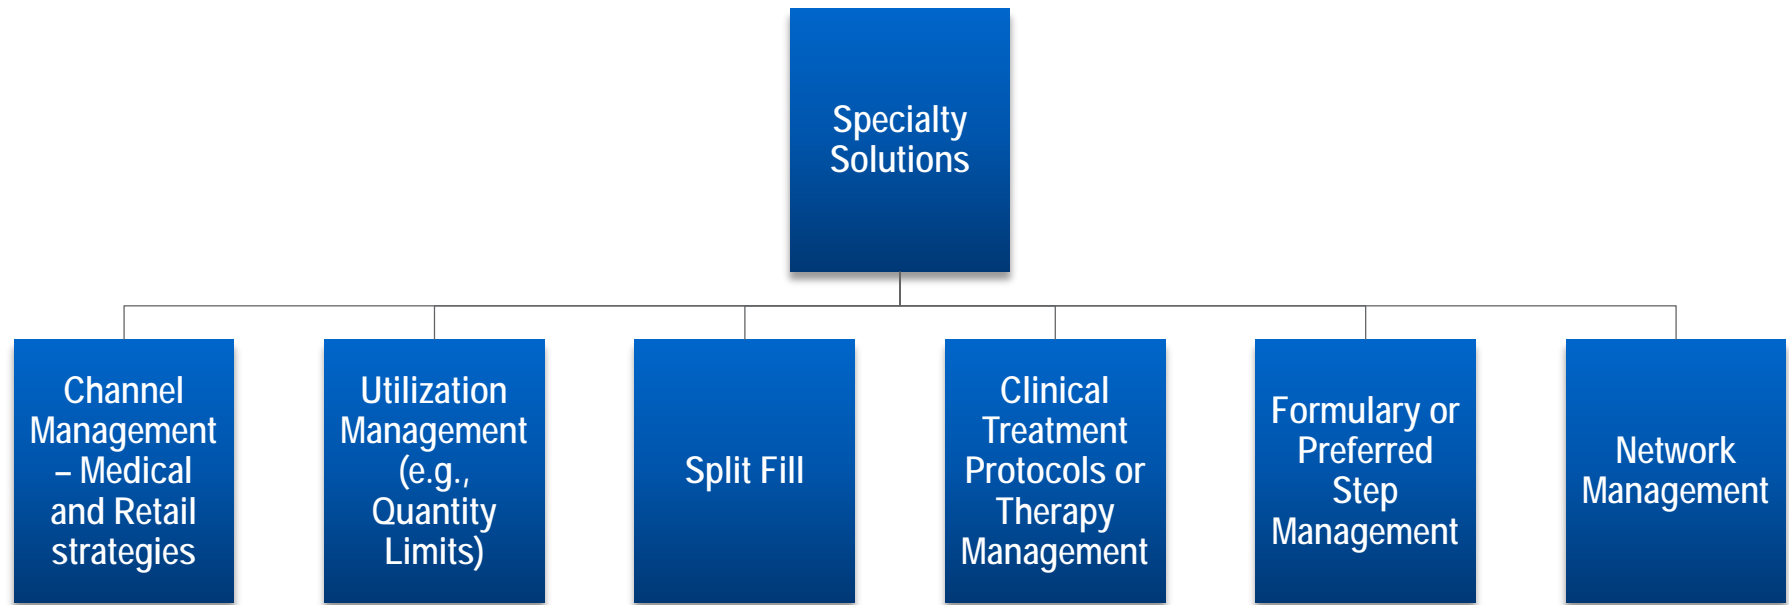 Specialty
Solutions
Channel
Management
– Medical
and Retail
strategies
Utilization
Management
(e.g.,
Quantity
Limits)
Split Fill
Clinical
Treatment
Protocols or
Therapy
Management
Formulary or
Preferred
Step
Management
Network
Management